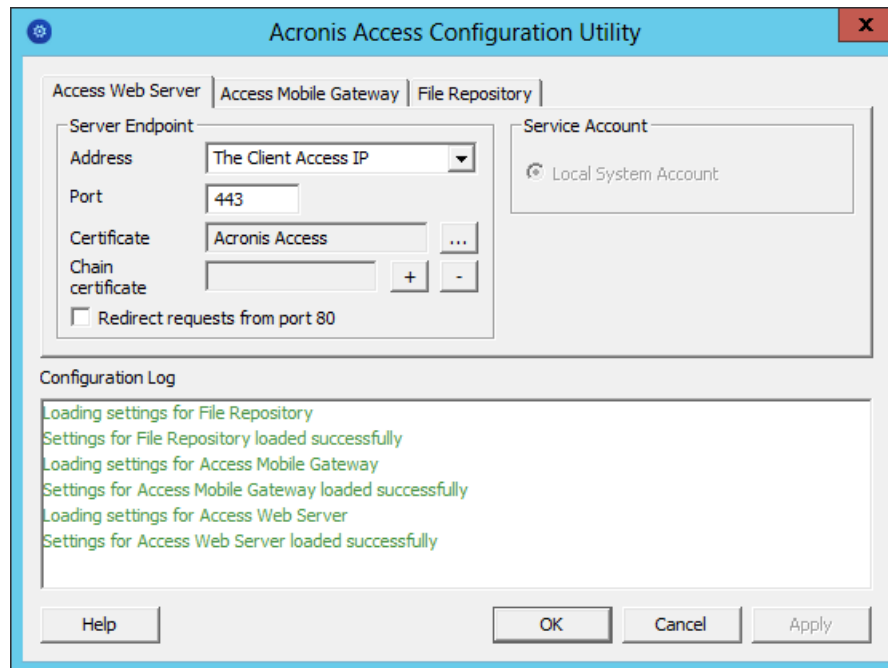 Acronis Access Configuration Utility
X
Access Web Server
Access Mobile Gateway
File Repository
Server Endpoint
Address
The Client Access IP
Port
443
Certificate
Acronis Access
...
Chain
certificate
+
-
Redirect requests from port 80
Service Account
Local System Account
Configuration Log
Loading settings for File Repository
Settings for File Repository loaded successfully
Loading settings for Access Mobile Gateway
Settings for Access Mobile Gateway loaded successfully
Loading settings for Access Web Server
Settings for Access Web Server loaded successfully
Help
OK
Cancel
Apply